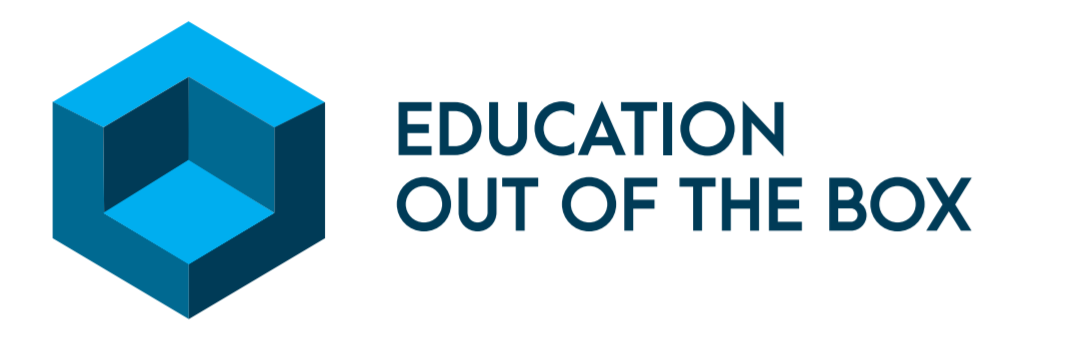 EDUCATION
OUT OF THE BOX